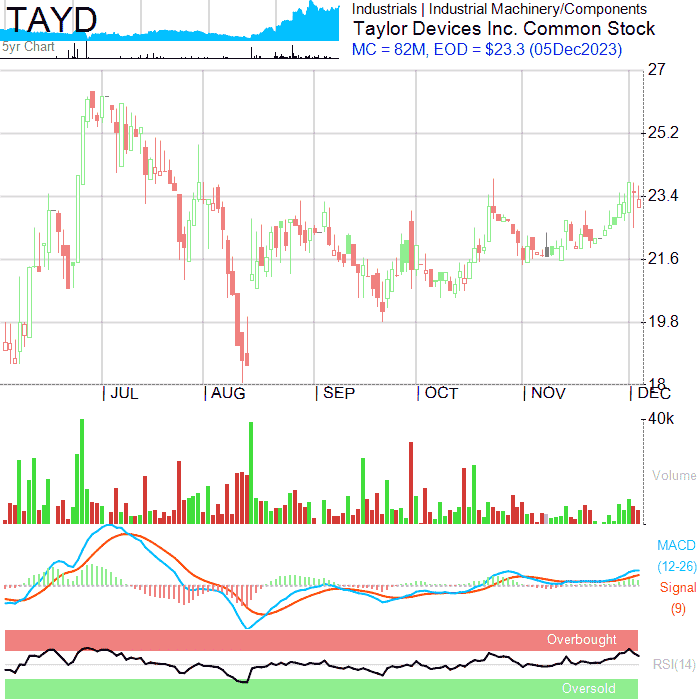 TAYD
5yr Chart
Industrials | Industrial Machinery/Components
Taylor Devices Inc. Common Stock
MC = 82M, EOD = $23.3 (05Dec2023)
27
25.2
23.4
21.6
19.8
18
|JUL |AUG |SEP |OCT |NOV |DEC
40k
Volume
MACD
(12-26)
Signal
(9)
Overbought
RSI(14)
Oversold